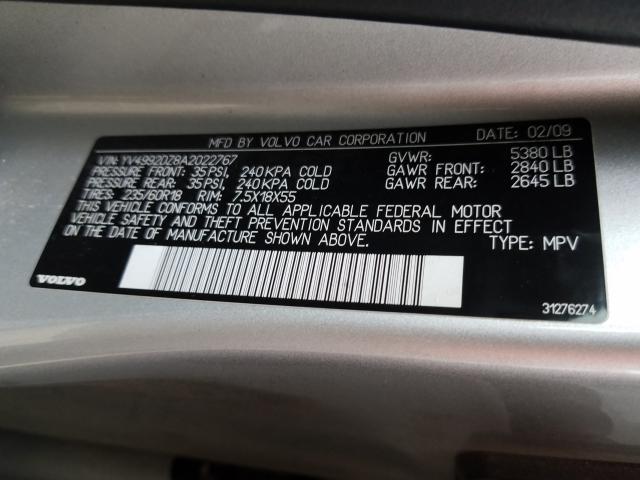 MFD BY VOLVO CAR CORPORATION DATE: 02/09
VIN: YV4982DZ8A2022767 GVWR: 5380 LB
PRESSURE FRONT: 35 PSI, 240 KPA COLD GAWR FRONT: 2840 LB
PRESSURE REAR: 35 PSI, 240 KPA COLD GAWR REAR: 2645 LB
TIRES: 235/60R18 RIM: 7,5X18X55
THIS VEHICLE CONFORMS TO ALL APPLICABLE FEDERAL MOTOR
VEHICLE SAFETY AND THEFT PREVENTION STANDARDS IN EFFECT
ON THE DATE OF MANUFACTURE SHOWN ABOVE. TYPE: MPV
VOLVO 31276274